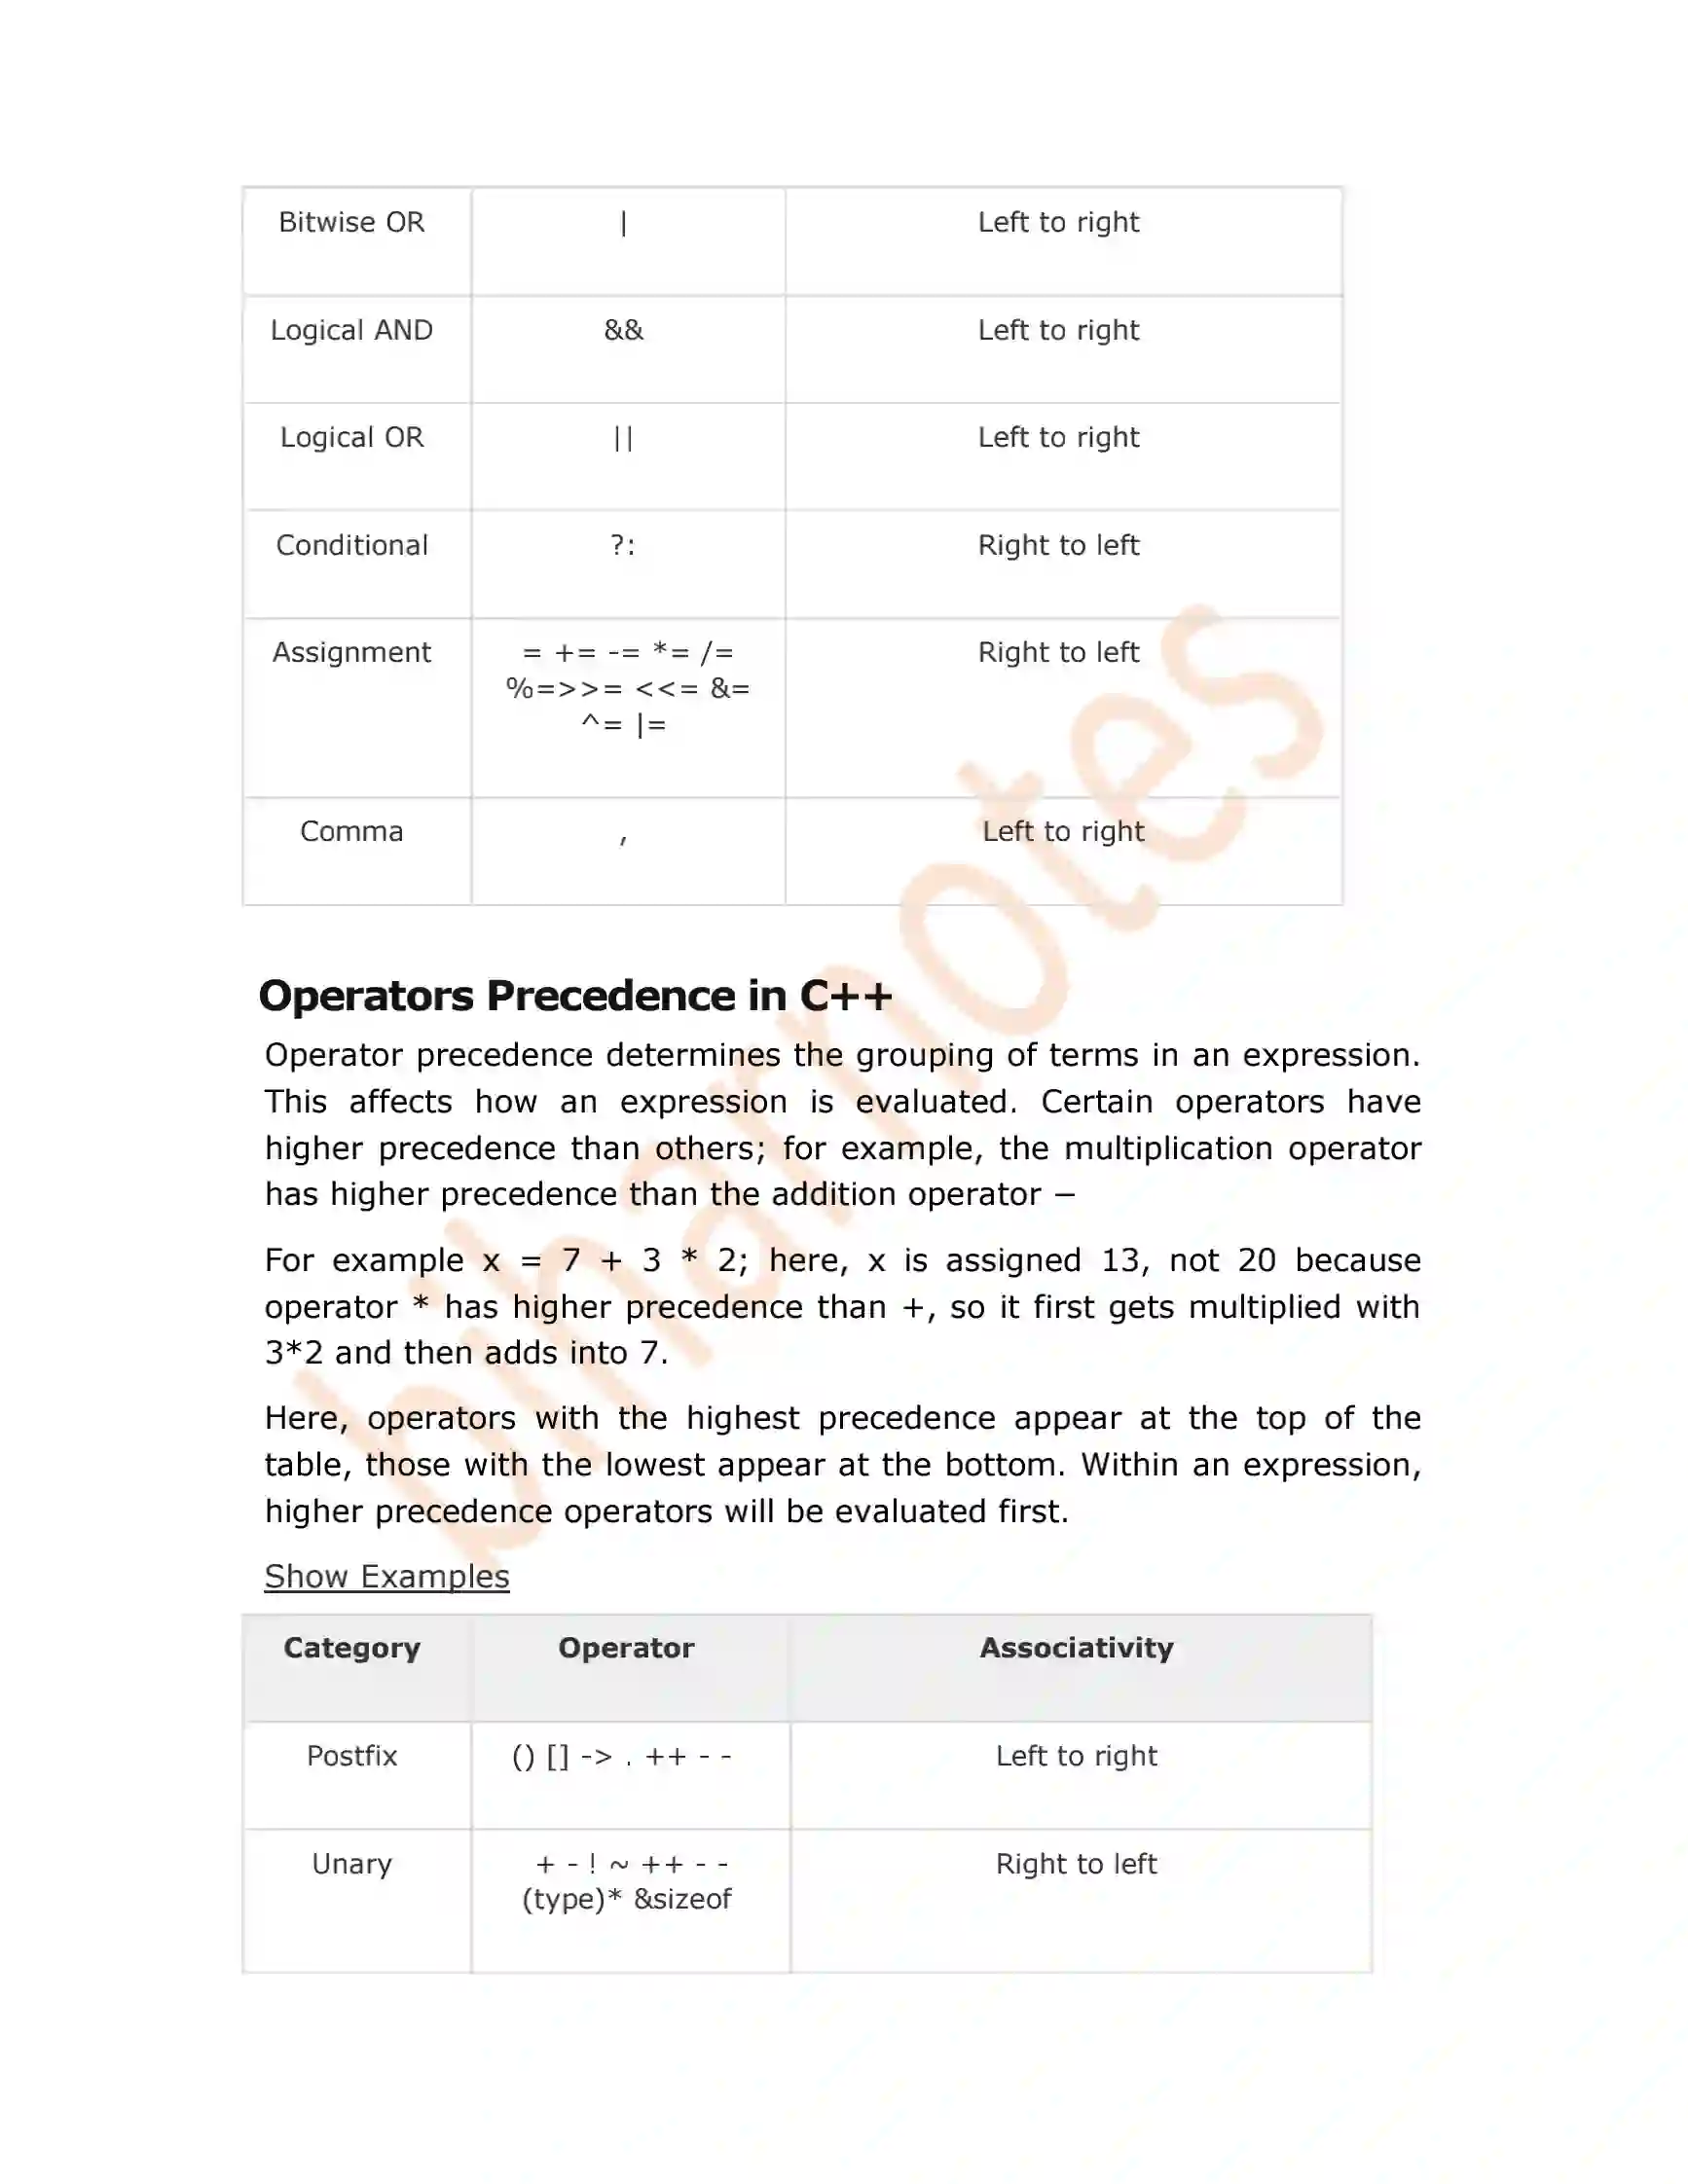 Bitwise OR | Left to right
Logical AND && Left to right
Logical OR || Left to right
Conditional ?: Right to left
Assignment = += -= *= /= Right to left
%=>>= <<= &=
^= |=
Comma , Left to right
Operators Precedence in C++
Operator precedence determines the grouping of terms in an expression.
This affects how an expression is evaluated. Certain operators have
higher precedence than others; for example, the multiplication operator
has higher precedence than the addition operator −
For example x = 7 + 3 * 2; here, x is assigned 13, not 20 because
operator * has higher precedence than +, so it first gets multiplied with
3*2 and then adds into 7.
Here, operators with the highest precedence appear at the top of the
table, those with the lowest appear at the bottom. Within an expression,
higher precedence operators will be evaluated first.
Show Examples
Category Operator Associativity
Postfix () [] -> . ++ - - Left to right
Unary + - ! ~ ++ - - Right to left
(type)* &sizeof
biharnotes